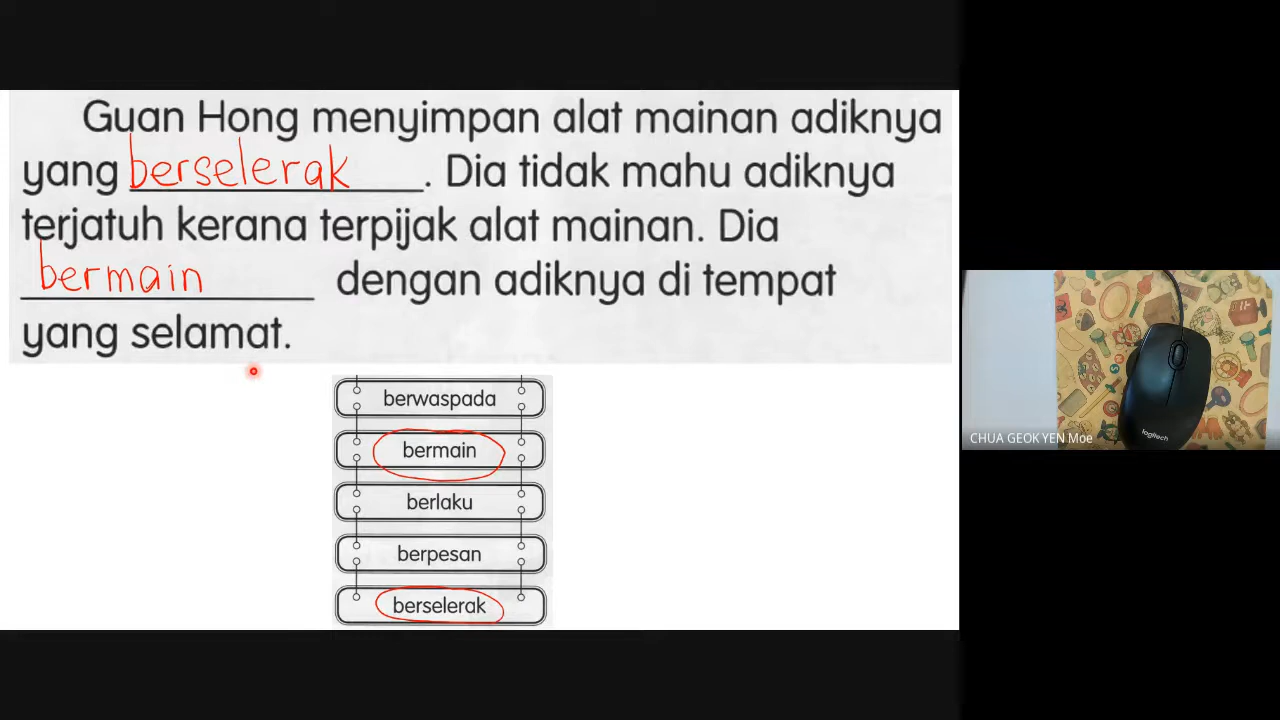 Guan Hong menyimpan alat mainan adiknya
yang berselerak. Dia tidak mahu adiknya
terjatuh kerana terpijak alat mainan. Dia
bermain dengan adiknya di tempat
yang selamat.
berwaspada
bermain
berlaku
berpesan
berselerak
logitech
CHUA GEOK YEN Moe